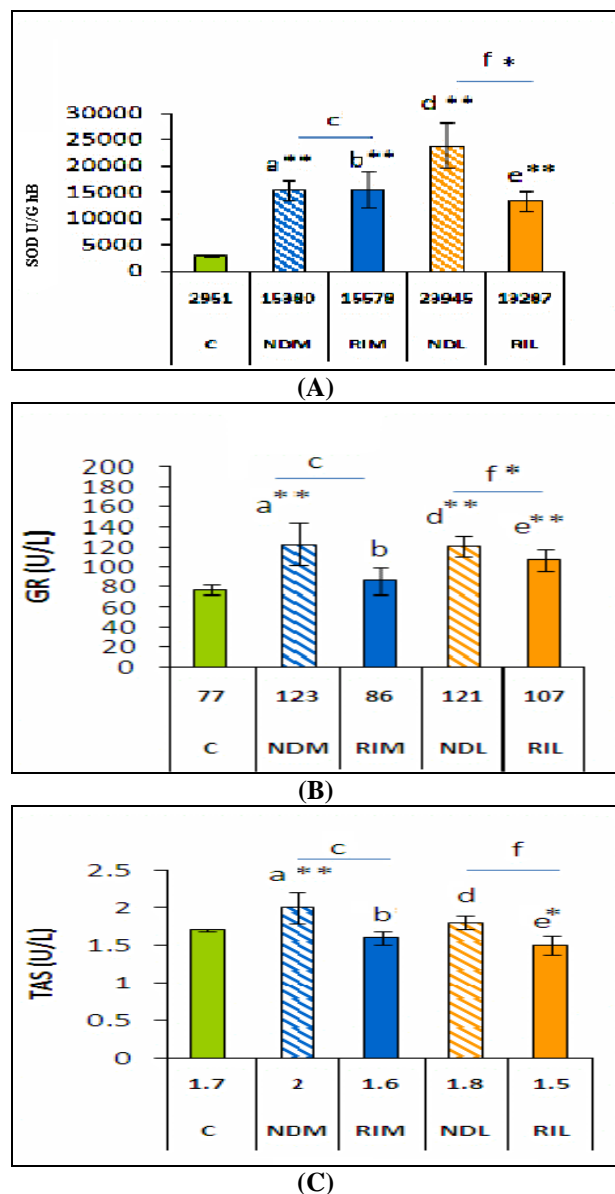 f *
d **
c
a ** b ** e **
30000
25000
20000
15000
10000
5000
0
SOD U/G hB
2951 15380 15578 23945 13287
C NDM RIM NDL RIL
(A)
200
180
160
140
120
100
80
60
40
20
0
GR (U/L)
c f *
a ** d ** e **
b
77 123 86 121 107
C NDM RIM NDL RIL
(B)
c f
a ** d
b e*
2.5
2
1.5
1
0.5
0
TAS (U/L)
1.7 2 1.6 1.8 1.5
C NDM RIM NDL RIL
(C)